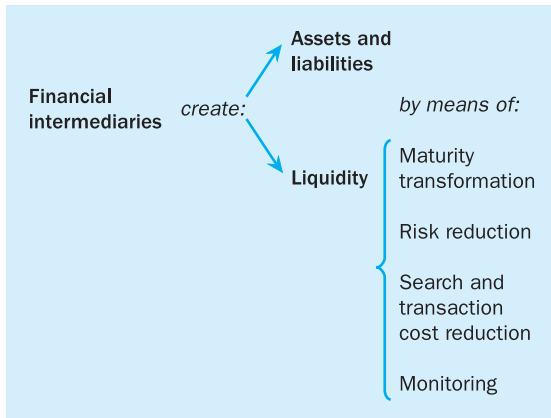 Assets and
liabilities
Financial
intermediaries
create:
by means of:
Liquidity
Maturity
transformation
Risk reduction
Search and
transaction
cost reduction
Monitoring